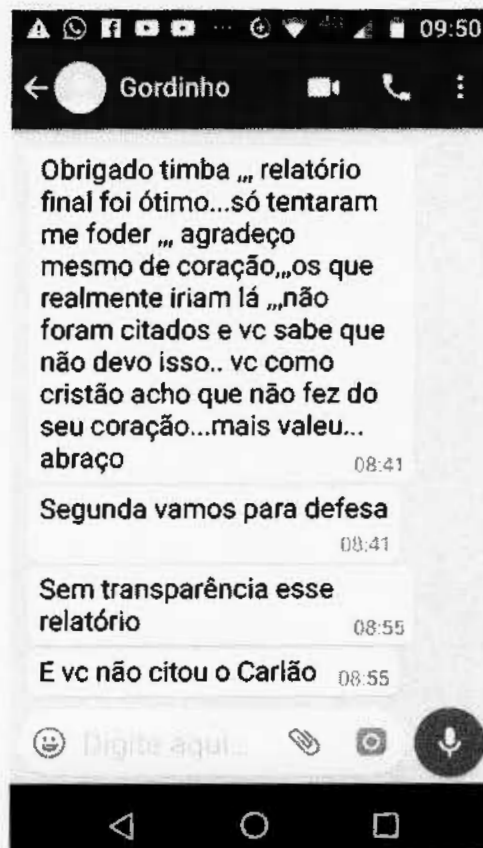 09:50
Gordinho
Obrigado timba ,,, relatório
final foi ótimo...só tentaram
me foder ,,, agradeço
mesmo de coração,,,os que
realmente iriam lá ,,,não
foram citados e vc sabe que
não devo isso.. vc como
cristão acho que não fez do
seu coração...mais valeu...
abraço
08:41
Segunda vamos para defesa
08:41
Sem transparência esse
relatório
08:55
E vc não citou o Carlão 08:55
Digite aqui...